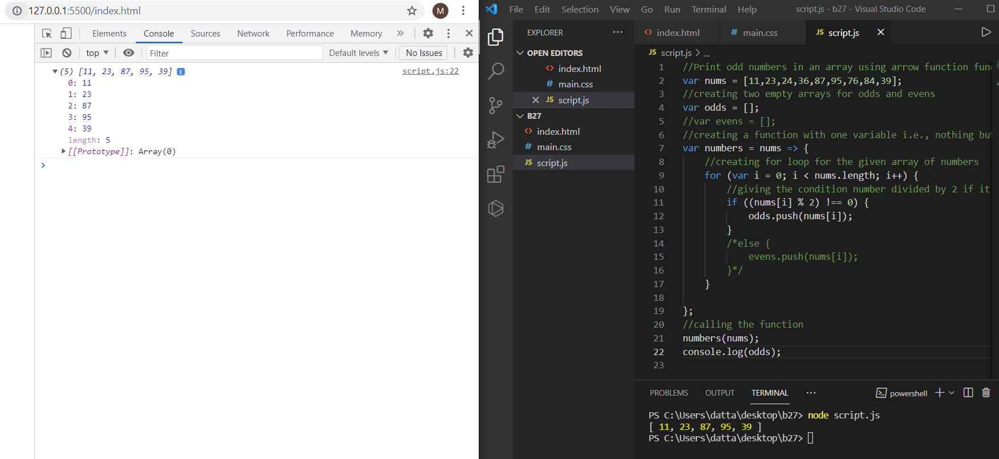 127.0.0.1:5500/index.html
M
Elements Console Sources Network Performance Memory »
top Filter Default levels No Issues
(5) [11, 23, 87, 95, 39] i script.js:22
0: 11
1: 23
2: 87
3: 95
4: 39
length: 5
[[Prototype]]: Array(0)
>
File Edit Selection View Go Run Terminal Help script.js - b27 - Visual Studio Code
EXPLORER
OPEN EDITORS
<> index.html
# main.css
JS script.js
B27
<> index.html
# main.css
JS script.js
<> index.html # main.css JS script.js
JS script.js > ...
1 //Print odd numbers in an array using arrow function
2 var nums = [11,23,24,36,87,95,76,84,39];
3 //creating two empty arrays for odds and evens
4 var odds = [];
5 //var evens = [];
6 //creating a function with one variable i.e., nothing but
7 var numbers = nums => {
8 //creating for loop for the given array of numbers
9 for (var i = 0; i < nums.length; i++) {
10 //giving the condition number divided by 2 if it
11 if ((nums[i] % 2) !== 0) {
12 odds.push(nums[i]);
13 }
14 /*else {
15 evens.push(nums[i]);
16 }*/
17 }
18
19 };
20 //calling the function
21 numbers(nums);
22 console.log(odds);
23
PROBLEMS OUTPUT TERMINAL ... powershell
PS C:\Users\datta\desktop\b27> node script.js
[ 11, 23, 87, 95, 39 ]
PS C:\Users\datta\desktop\b27>